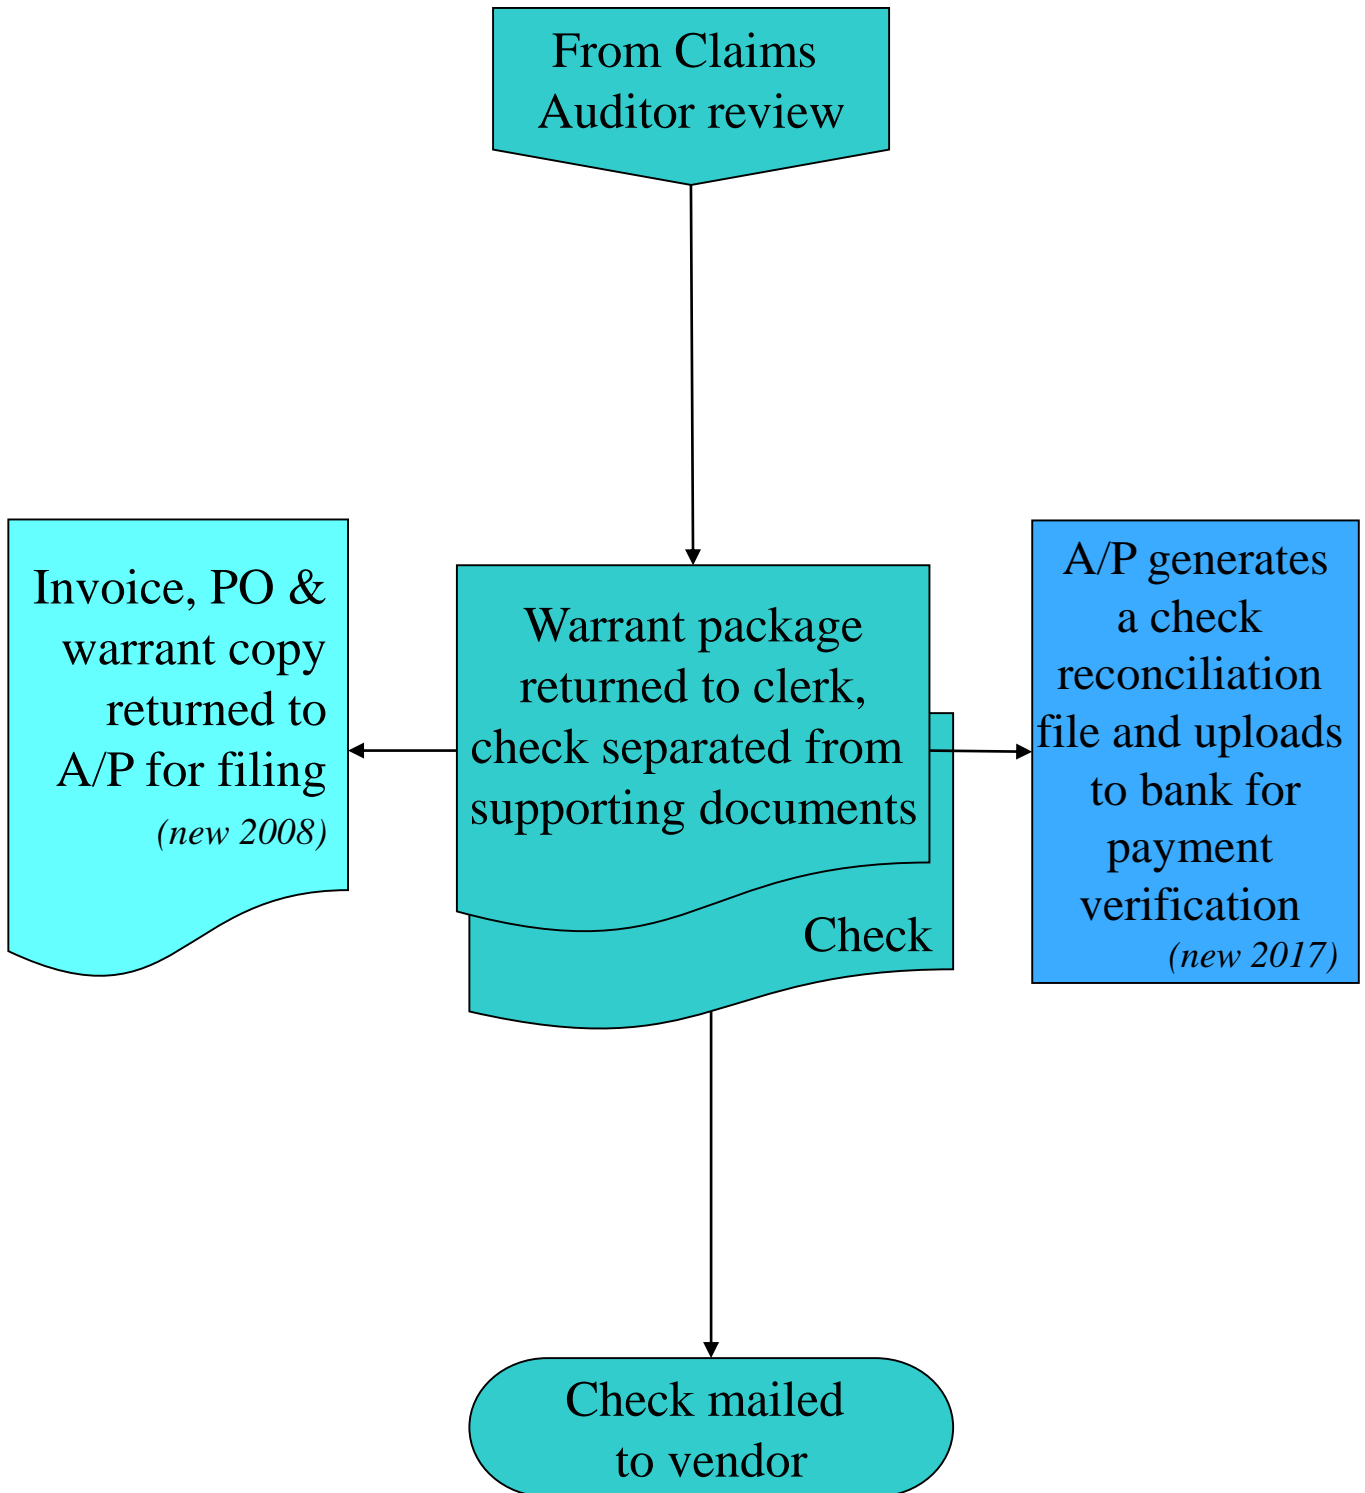 From Claims
Auditor review
Invoice, PO &
warrant copy
returned to
A/P for filing
(new 2008)
Warrant package
returned to clerk,
check separated from
supporting documents
Check
A/P generates
a check
reconciliation
file and uploads
to bank for
payment
verification
(new 2017)
Check mailed
to vendor